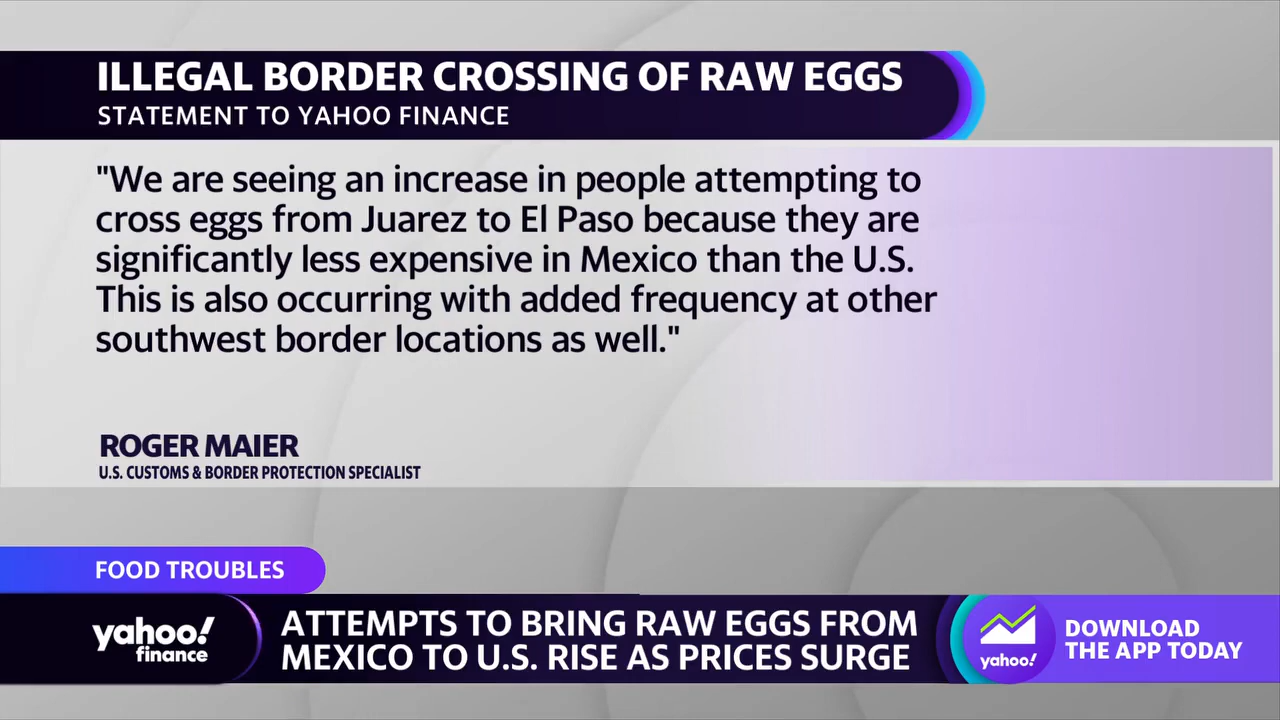 ILLEGAL BORDER CROSSING OF RAW EGGS
STATEMENT TO YAHOO FINANCE
"We are seeing an increase in people attempting to
cross eggs from Juarez to El Paso because they are
significantly less expensive in Mexico than the U.S.
This is also occurring with added frequency at other
southwest border locations as well."
ROGER MAIER
U.S. CUSTOMS & BORDER PROTECTION SPECIALIST
FOOD TROUBLES
yahoo!
finance
ATTEMPTS TO BRING RAW EGGS FROM
MEXICO TO U.S. RISE AS PRICES SURGE
yahoo!
DOWNLOAD
THE APP TODAY